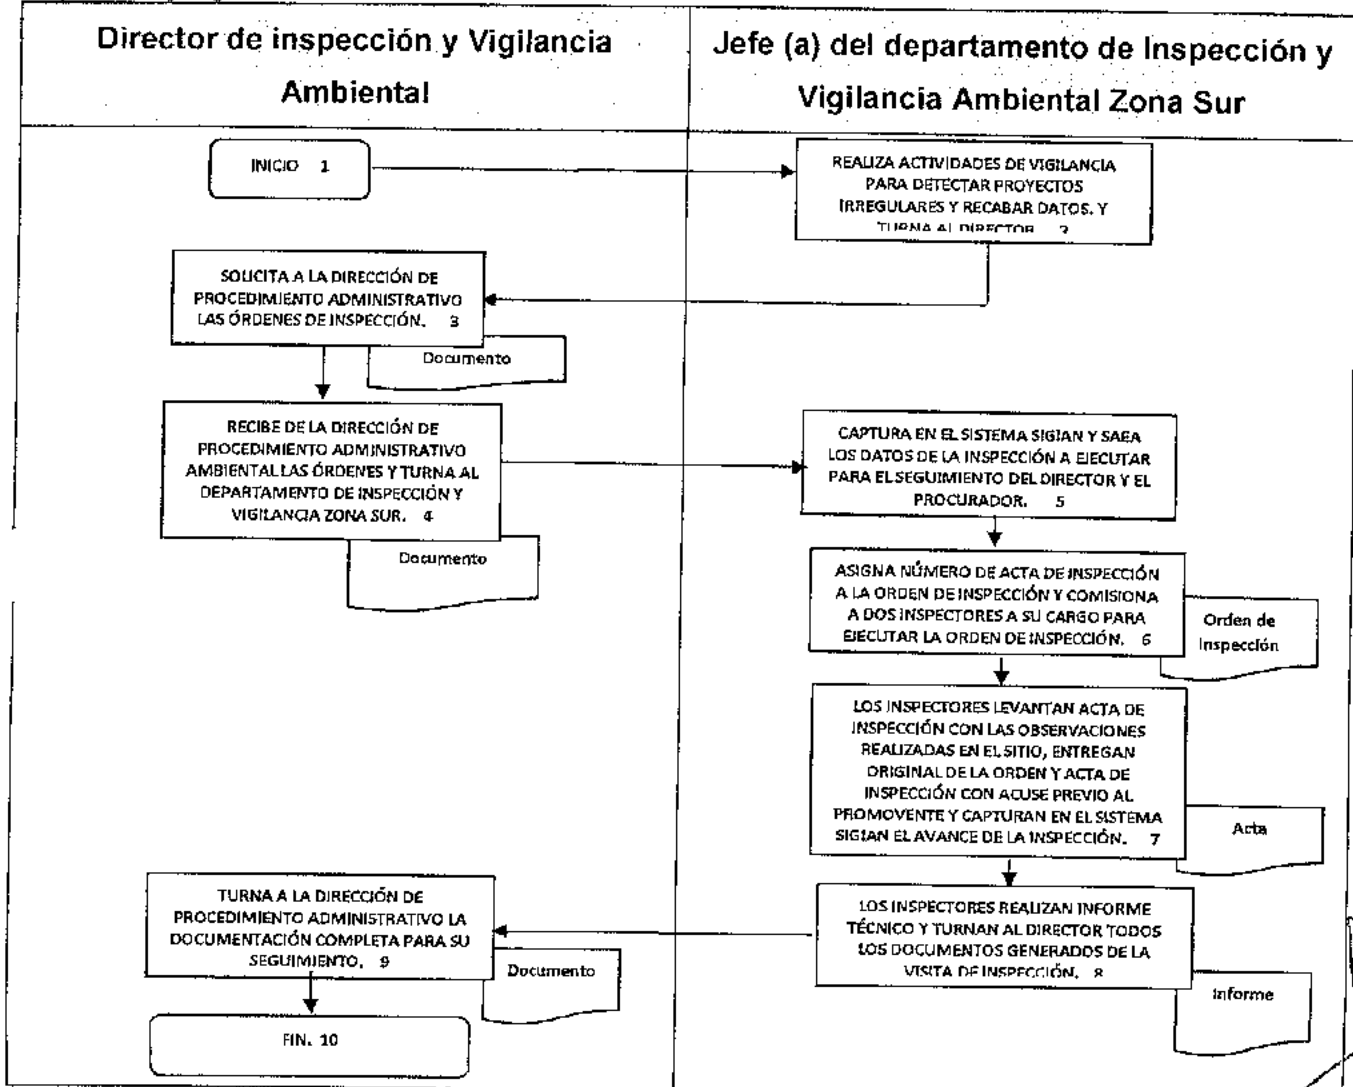 Director de inspección y Vigilancia
Ambiental
Jefe (a) del departamento de Inspección y
Vigilancia Ambiental Zona Sur
INICIO 1
REALIZA ACTIVIDADES DE VIGILANCIA
PARA DETECTAR PROYECTOS
IRREGULARES Y RECABAR DATOS. Y
TURNA AL DIRECTOR 2
SOLICITA A LA DIRECCIÓN DE
PROCEDIMIENTO ADMINISTRATIVO
LAS ÓRDENES DE INSPECCIÓN. 3
Documento
RECIBE DE LA DIRECCIÓN DE
PROCEDIMIENTO ADMINISTRATIVO
AMBIENTAL LAS ÓRDENES Y TURNA AL
DEPARTAMENTO DE INSPECCIÓN Y
VIGILANCIA ZONA SUR. 4
Documento
CAPTURA EN EL SISTEMA SIGIAN Y SAEA
LOS DATOS DE LA INSPECCIÓN A EJECUTAR
PARA EL SEGUIMIENTO DEL DIRECTOR Y EL
PROCURADOR. 5
ASIGNA NÚMERO DE ACTA DE INSPECCIÓN
A LA ORDEN DE INSPECCIÓN Y COMISIONA
A DOS INSPECTORES A SU CARGO PARA
EJECUTAR LA ORDEN DE INSPECCIÓN. 6
Orden de
Inspección
LOS INSPECTORES LEVANTAN ACTA DE
INSPECCIÓN CON LAS OBSERVACIONES
REALIZADAS EN EL SITIO, ENTREGAN
ORIGINAL DE LA ORDEN Y ACTA DE
INSPECCIÓN CON ACUSE PREVIO AL
PROMOVENTE Y CAPTURAN EN EL SISTEMA
SIGIAN EL AVANCE DE LA INSPECCIÓN. 7
Acta
LOS INSPECTORES REALIZAN INFORME
TÉCNICO Y TURNAN AL DIRECTOR TODOS
LOS DOCUMENTOS GENERADOS DE LA
VISITA DE INSPECCIÓN. 8
Informe
TURNA A LA DIRECCIÓN DE
PROCEDIMIENTO ADMINISTRATIVO LA
DOCUMENTACIÓN COMPLETA PARA SU
SEGUIMIENTO. 9
Documento
FIN. 10